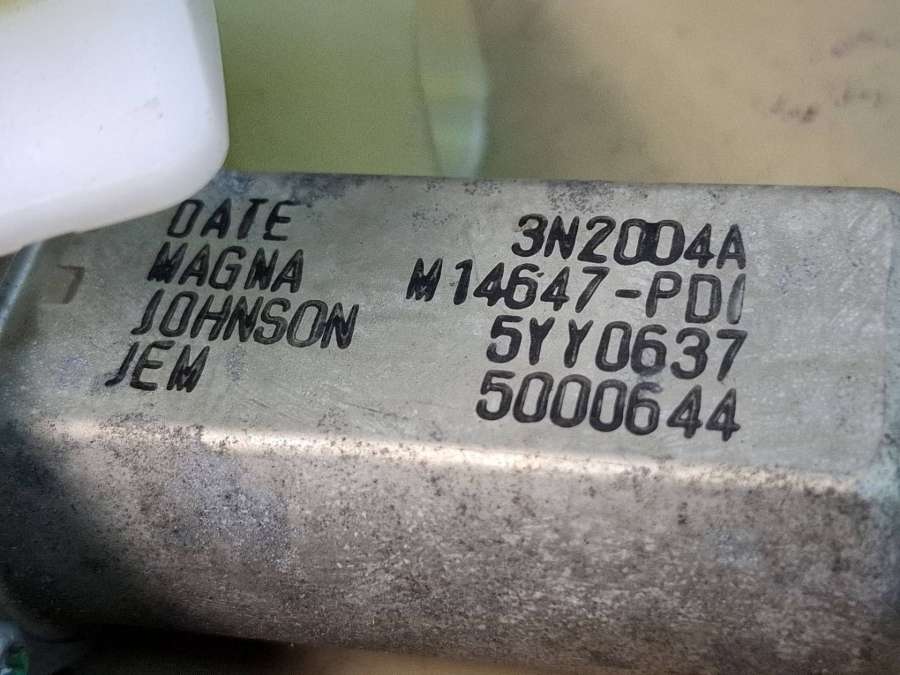 DATE 3N2004A
MAGNA M14647-PDI
JOHNSON 5YY0637
JEM 5000644